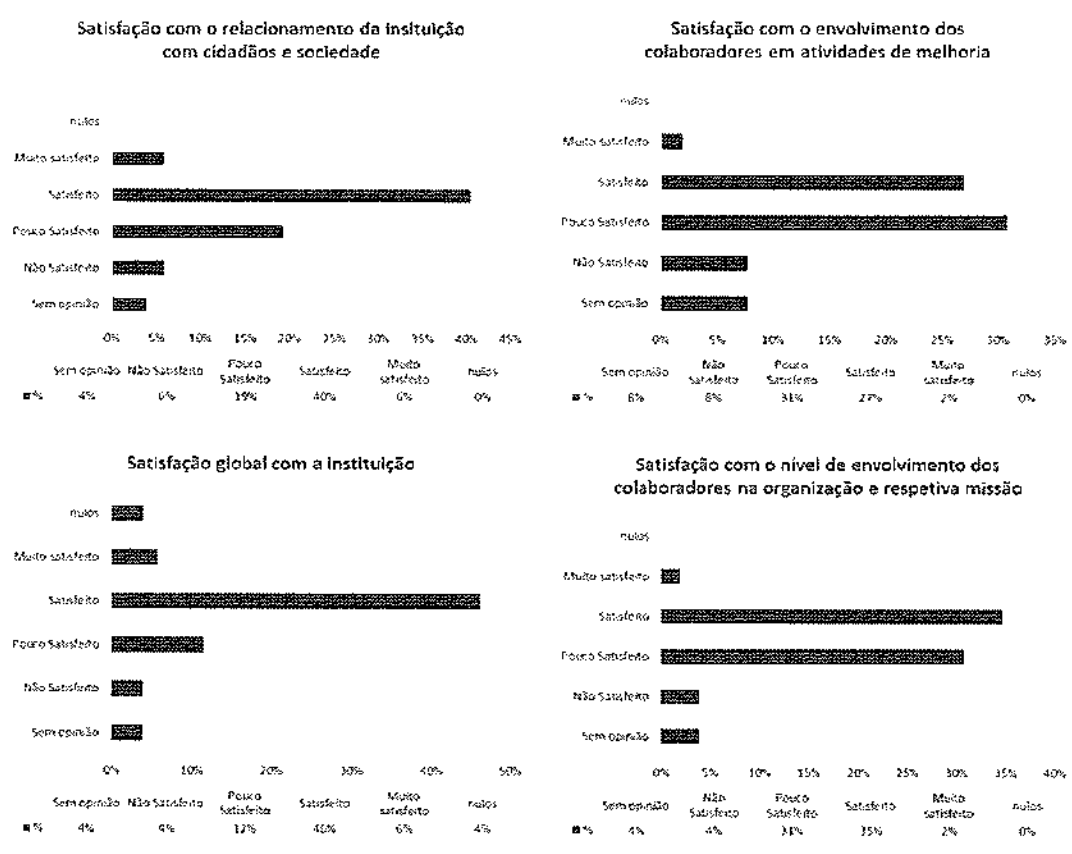 Satisfação com o relacionamento da insituição
com cidadãos e sociedade
nulos
Muito satisfeito
Satisfeito
Pouco Satisfeito
Não Satisfeito
Sem opinião
0% 5% 10% 15% 20% 25% 30% 35% 40% 45%
Sem opinião Não Satisfeito Pouco Satisfeito Satisfeito Muito satisfeito nulos
% 4% 6% 19% 40% 6% 0%
Satisfação com o envolvimento dos
colaboradores em atividades de melhoria
nulos
Muito satisfeito
Satisfeito
Pouco Satisfeito
Não Satisfeito
Sem opinião
0% 5% 10% 15% 20% 25% 30% 35%
Sem opinião Não Satisfeito Pouco Satisfeito Satisfeito Muito satisfeito nulos
% 8% 8% 31% 27% 2% 0%
Satisfação global com a instituição
nulos
Muito satisfeito
Satisfeito
Pouco Satisfeito
Não Satisfeito
Sem opinião
0% 10% 20% 30% 40% 50%
Sem opinião Não Satisfeito Pouco Satisfeito Satisfeito Muito satisfeito nulos
% 4% 4% 12% 46% 6% 4%
Satisfação com o nível de envolvimento dos
colaboradores na organização e respetiva missão
nulos
Muito satisfeito
Satisfeito
Pouco Satisfeito
Não Satisfeito
Sem opinião
0% 5% 10% 15% 20% 25% 30% 35% 40%
Sem opinião Não Satisfeito Pouco Satisfeito Satisfeito Muito satisfeito nulos
% 4% 4% 31% 35% 2% 0%